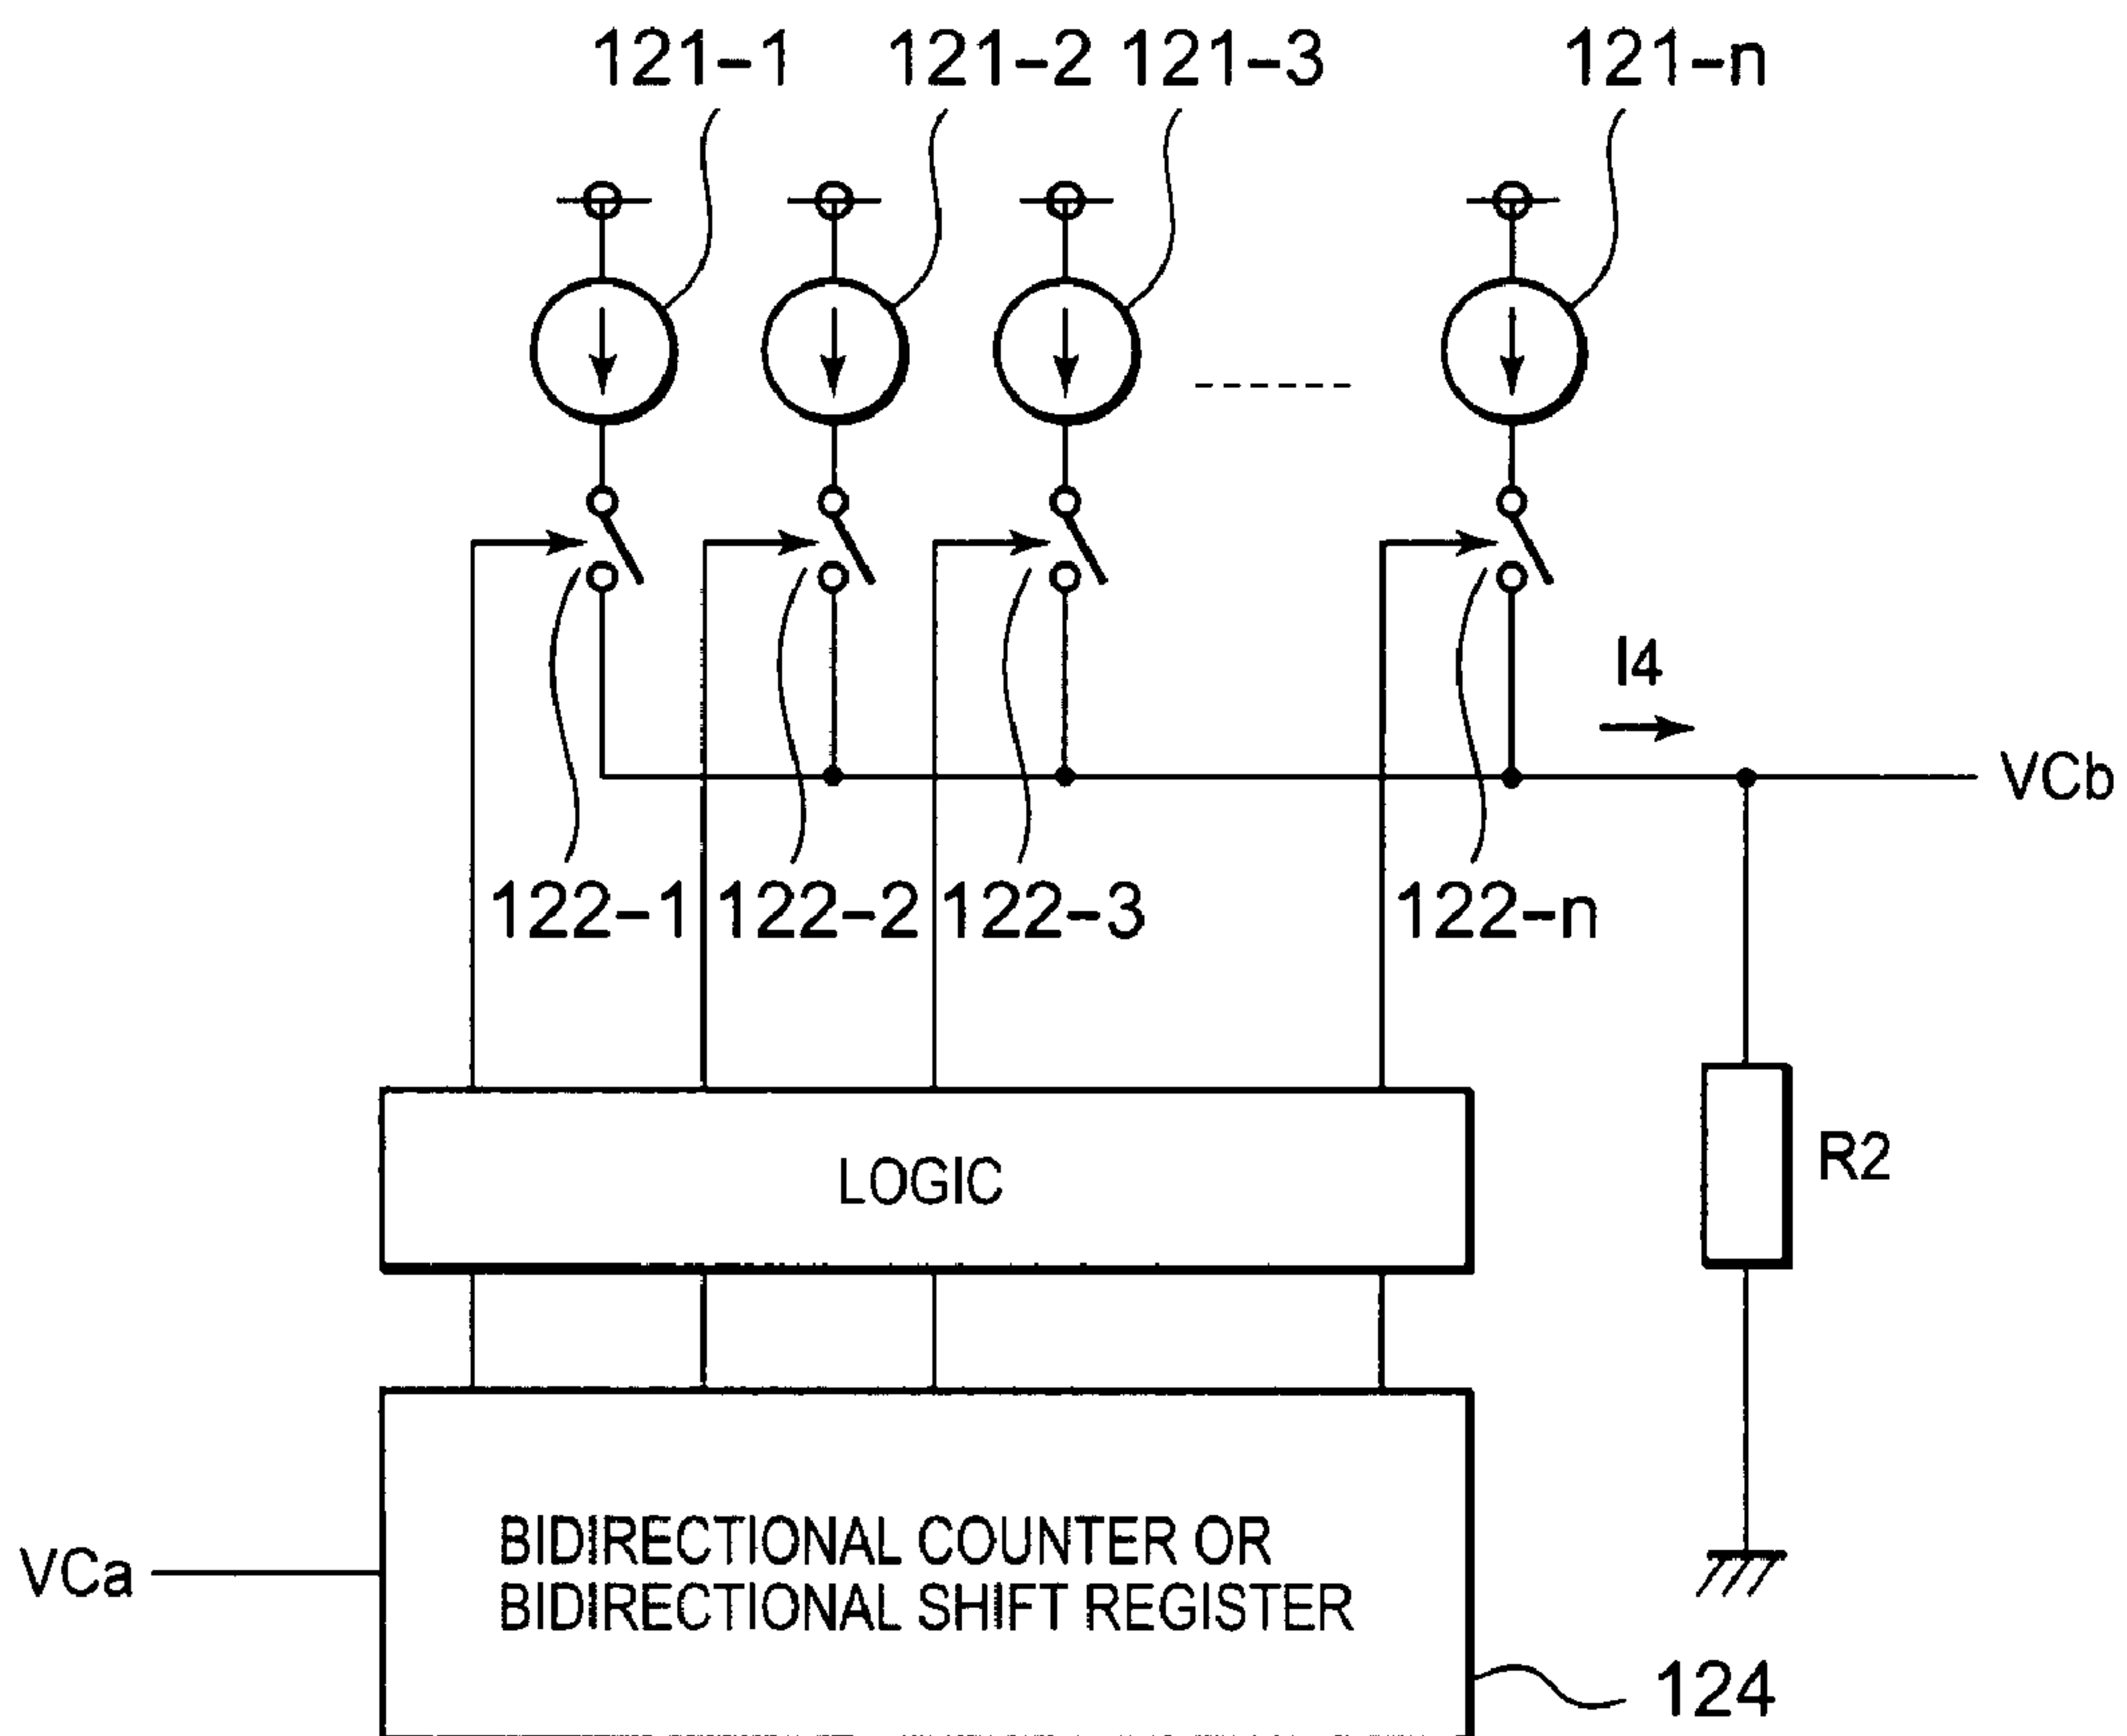 121-1 121-2 121-3 121-n
I4
VCb
122-1 122-2 122-3 122-n
LOGIC
R2
BIDIRECTIONAL COUNTER OR
BIDIRECTIONAL SHIFT REGISTER
VCa
124